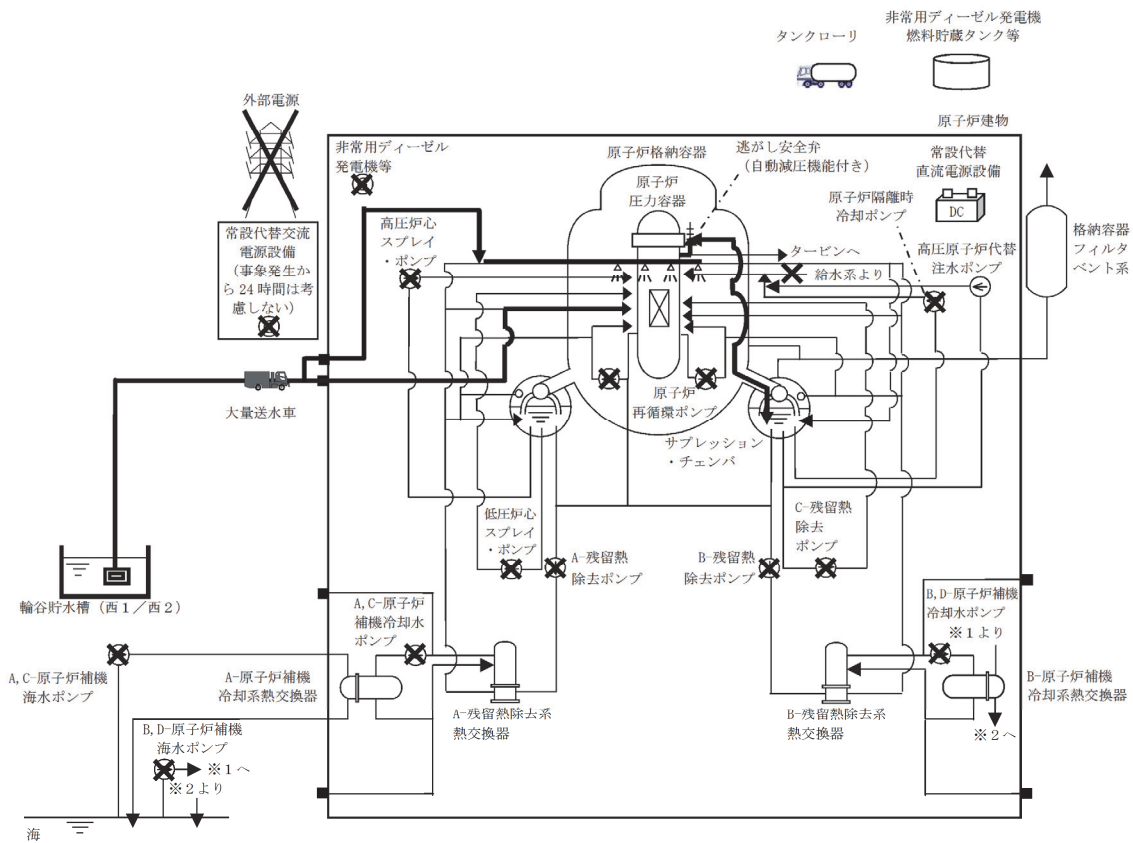 非常用ディーゼル発電機
燃料貯蔵タンク等
タンクローリ
外部電源
原子炉建物
非常用ディーゼル
発電機等
原子炉格納容器
逃がし安全弁
(自動減圧機能付き)
常設代替
直流電源設備
DC
原子炉
圧力容器
原子炉隔離時
冷却ポンプ
常設代替交流
電源設備
(事象発生か
ら24時間は考
慮しない)
高圧炉心
スプレイ
・ポンプ
タービンへ
給水系より
高圧原子炉代替
注水ポンプ
格納容器
フィルタ
ベント系
大量送水車
原子炉
再循環ポンプ
サプレッション
・チェンバ
低圧炉心
スプレイ
・ポンプ
A-残留熱
除去ポンプ
B-残留熱
除去ポンプ
C-残留熱
除去
ポンプ
輪谷貯水槽(西1/西2)
A,C-原子炉
補機冷却水
ポンプ
B,D-原子炉補機
冷却水ポンプ
※1より
A,C-原子炉補機
海水ポンプ
A-原子炉補機
冷却系熱交換器
B-原子炉補機
冷却系熱交換器
A-残留熱除去系
熱交換器
B-残留熱除去系
熱交換器
※2へ
B,D-原子炉補機
海水ポンプ
※1へ
※2より
海